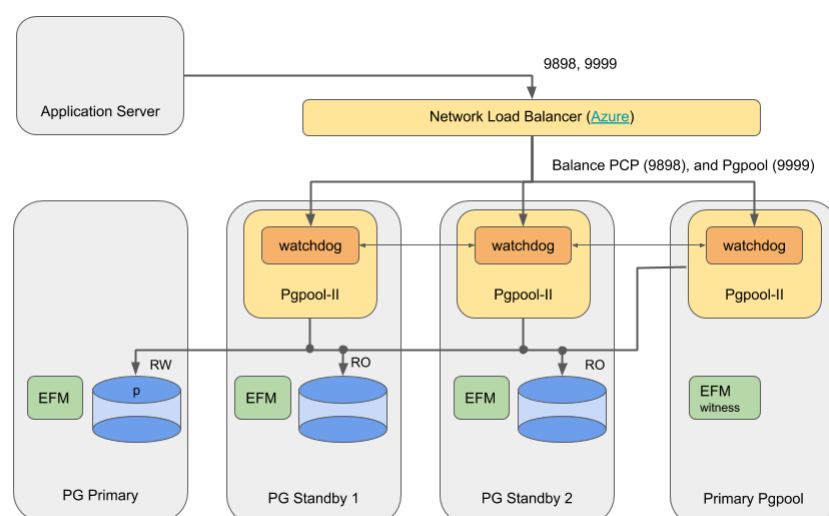 9898, 9999
Application Server
Network Load Balancer (Azure)
Balance PCP (9898), and Pgpool (9999)
watchdog
watchdog
watchdog
Pgpool-II
Pgpool-II
Pgpool-II
RW
RO
RO
EFM
p
EFM
EFM
EFM
witness
PG Primary
PG Standby 1
PG Standby 2
Primary Pgpool